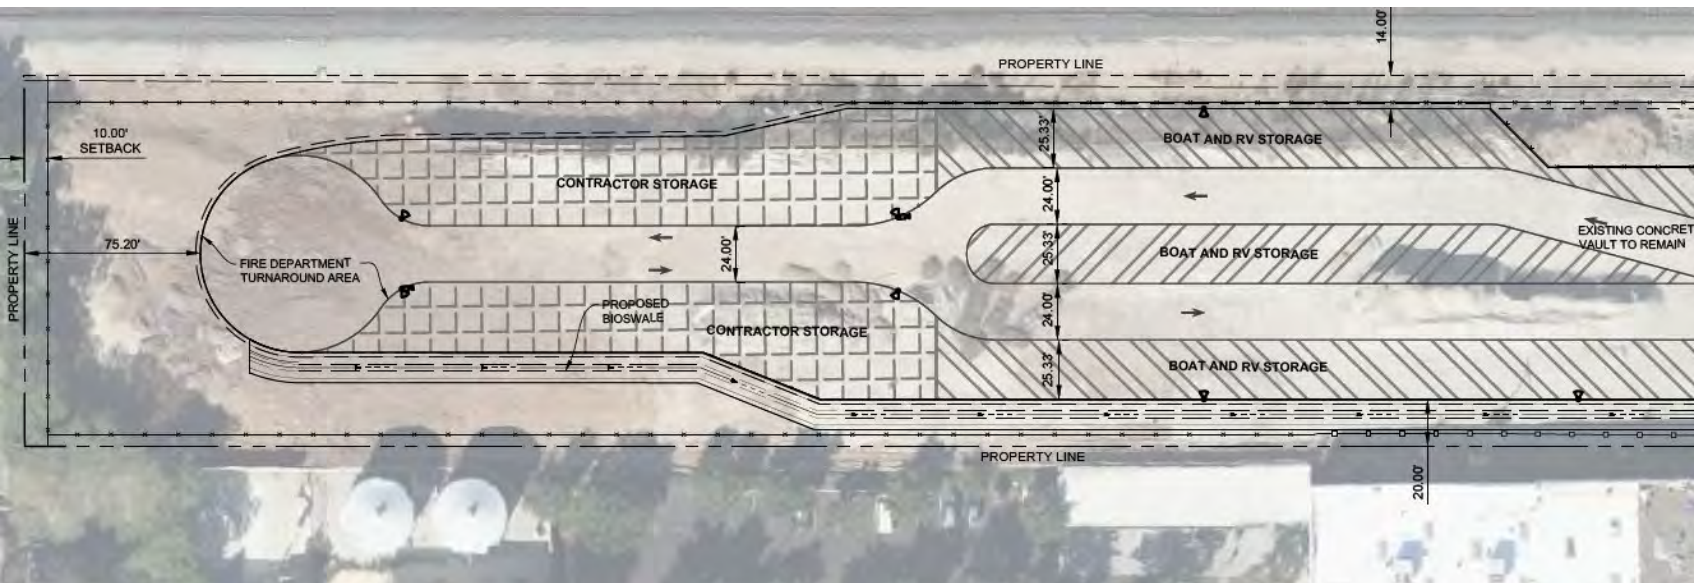 14.00'
PROPERTY LINE
10.00'
SETBACK
25.33'
BOAT AND RV STORAGE
CONTRACTOR STORAGE
24.00'
PROPERTY LINE
75.20'
FIRE DEPARTMENT
TURNAROUND AREA
24.00'
25.33'
BOAT AND RV STORAGE
EXISTING CONCRET
VAULT TO REMAIN
PROPOSED
BIOSWALE
CONTRACTOR STORAGE
24.00'
25.33'
BOAT AND RV STORAGE
PROPERTY LINE
20.00'